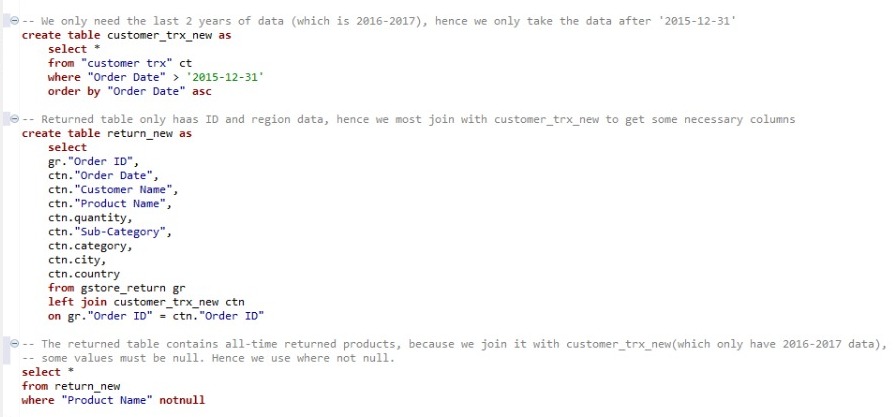 -- We only need the last 2 years of data (which is 2016-2017), hence we only take the data after '2015-12-31'
create table customer_trx_new as
select *
from "customer trx" ct
where "Order Date" > '2015-12-31'
order by "Order Date" asc
-- Returned table only haas ID and region data, hence we most join with customer_trx_new to get some necessary columns
create table return_new as
select
gr."Order ID",
ctn."Order Date",
ctn."Customer Name",
ctn."Product Name",
ctn.quantity,
ctn."Sub-Category",
ctn.category,
ctn.city,
ctn.country
from gstore_return gr
left join customer_trx_new ctn
on gr."Order ID" = ctn."Order ID"
-- The returned table contains all-time returned products, because we join it with customer_trx_new(which only have 2016-2017 data),
-- some values must be null. Hence we use where not null.
select *
from return_new
where "Product Name" notnull